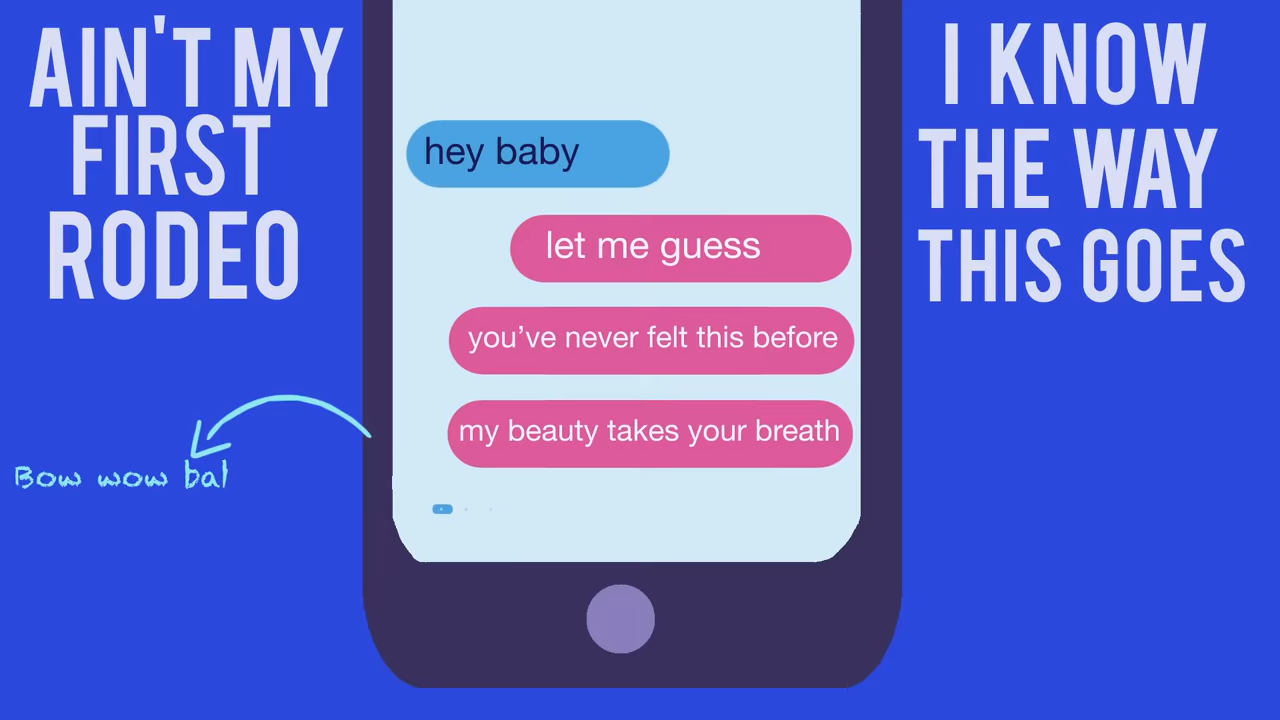 AIN'T MY
FIRST
RODEO
I KNOW
THE WAY
THIS GOES
hey baby
let me guess
you’ve never felt this before
my beauty takes your breath
Bow wow bal